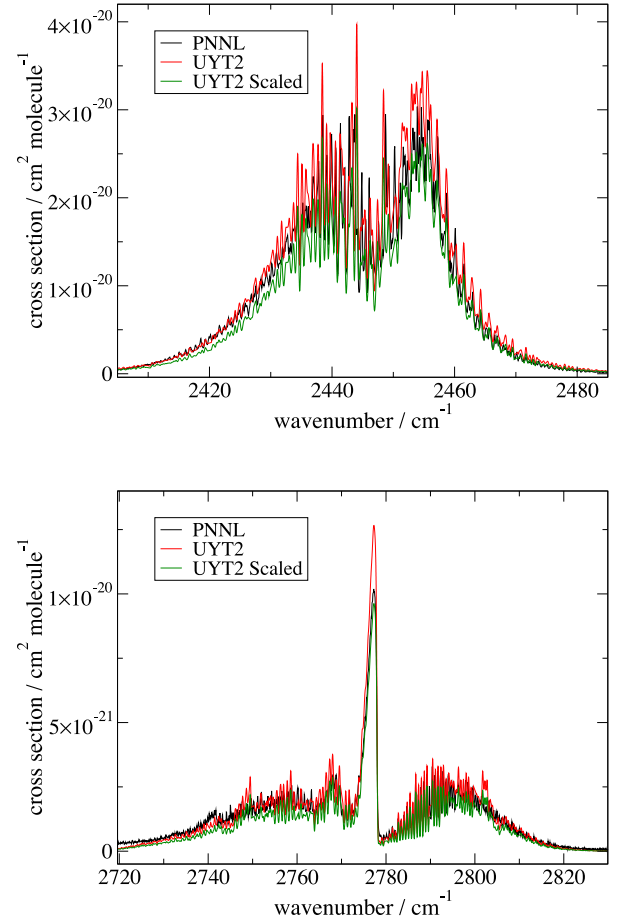 4×10⁻²⁰
3×10⁻²⁰
2×10⁻²⁰
1×10⁻²⁰
0
cross section / cm² molecule⁻¹
PNNL
UYT2
UYT2 Scaled
2420 2440 2460 2480
wavenumber / cm⁻¹
1×10⁻²⁰
5×10⁻²¹
0
cross section / cm² molecule⁻¹
PNNL
UYT2
UYT2 Scaled
2720 2740 2760 2780 2800 2820
wavenumber / cm⁻¹